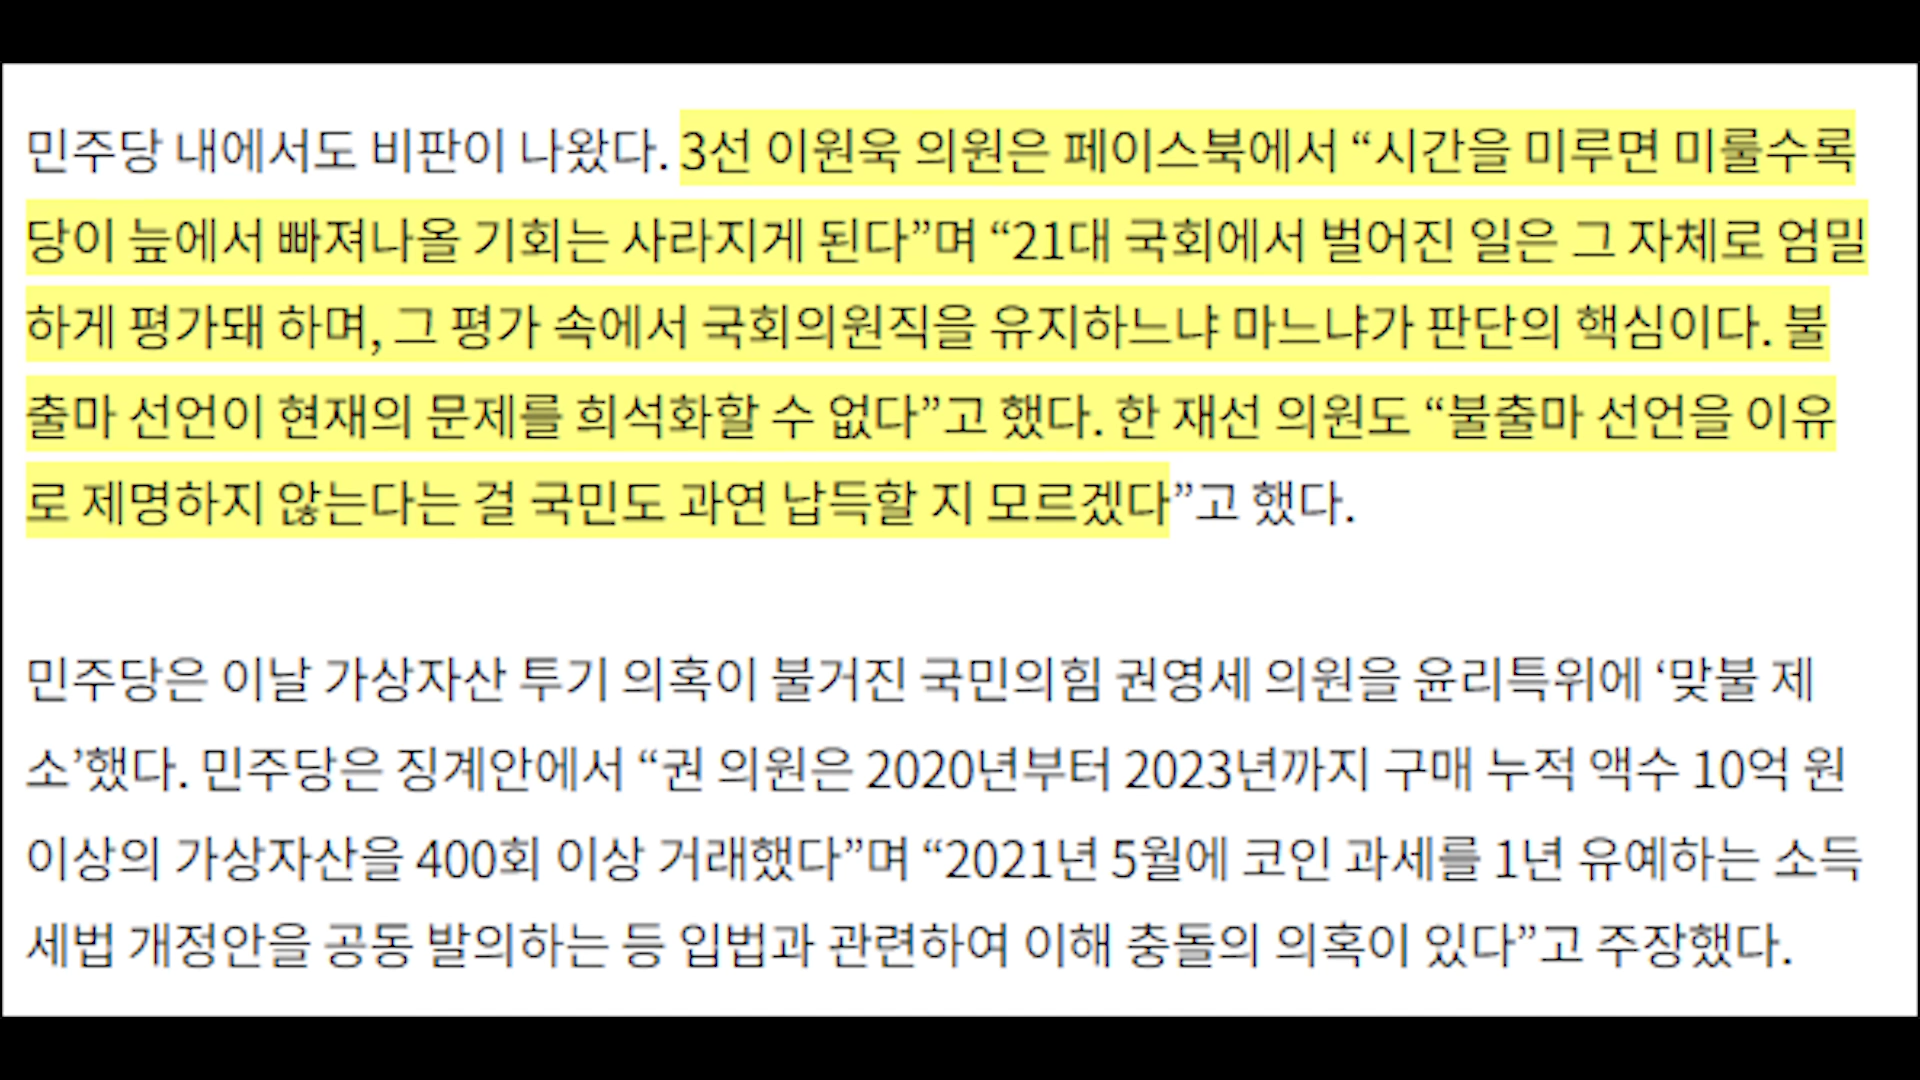 민주당 내에서도 비판이 나왔다. 3선 이원욱 의원은 페이스북에서 “시간을 미루면 미룰수록
당이 늪에서 빠져나올 기회는 사라지게 된다”며 “21대 국회에서 벌어진 일은 그 자체로 엄밀
하게 평가돼 하며, 그 평가 속에서 국회의원직을 유지하느냐 마느냐가 판단의 핵심이다. 불
출마 선언이 현재의 문제를 희석화할 수 없다”고 했다. 한 재선 의원도 “불출마 선언을 이유
로 제명하지 않는다는 걸 국민도 과연 납득할 지 모르겠다”고 했다.
민주당은 이날 가상자산 투기 의혹이 불거진 국민의힘 권영세 의원을 윤리특위에 ‘맞불 제
소’했다. 민주당은 징계안에서 “권 의원은 2020년부터 2023년까지 구매 누적 액수 10억 원
이상의 가상자산을 400회 이상 거래했다”며 “2021년 5월에 코인 과세를 1년 유예하는 소득
세법 개정안을 공동 발의하는 등 입법과 관련하여 이해 충돌의 의혹이 있다”고 주장했다.